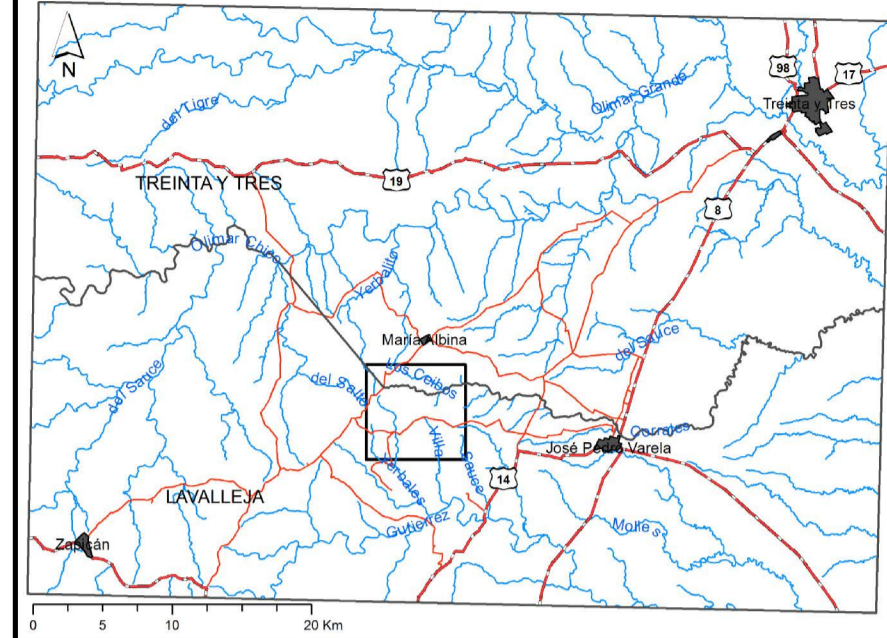 N
98
17
Treinta y Tres
Olimar Grande
del Tigre
TREINTA Y TRES
19
8
Olimar Chico
Yerbalito
María Albina
del Sauce
Los Ceibos
del Sauce
del Salto
Corrales
José Pedro Varela
Villa
Sauce
Yerbales
14
LAVALLEJA
Gutierrez
Molles
Zapicán
0 5 10 20 Km